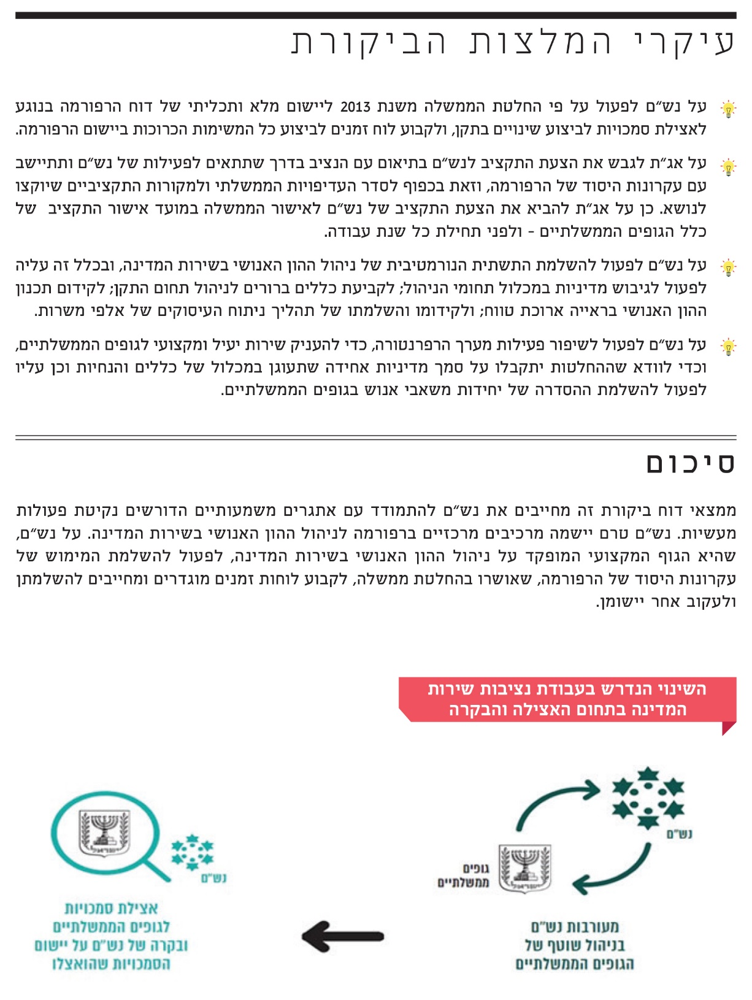 עיקרי המלצות הביקורת
על נש"ם לפעול על פי החלטת הממשלה משנת 2013 ליישום מלא ותכליתי של דוח הרפורמה בנוגע
לאצילת סמכויות לביצוע שינויים בתקן, ולקבוע לוח זמנים לביצוע כל המשימות הכרוכות ביישום הרפורמה.
על אג"ת לגבש את הצעת התקציב לנש"ם בתיאום עם הנציב בדרך שתתאים לפעילות של נש"ם ותתיישב
עם עקרונות היסוד של הרפורמה, וזאת בכפוף לסדר העדיפויות הממשלתי ולמקורות התקציביים שיוקצו
לנושא. כן על אג"ת להביא את הצעת התקציב של נש"ם לאישור הממשלה במועד אישור התקציב של
כלל הגופים הממשלתיים - ולפני תחילת כל שנת עבודה.
על נש"ם לפעול להשלמת התשתית הנורמטיבית של ניהול ההון האנושי בשירות המדינה, ובכלל זה עליה
לפעול לגיבוש מדיניות במכלול תחומי הניהול; לקביעת כללים ברורים לניהול תחום התקן; לקידום תכנון
ההון האנושי בראייה ארוכת טווח; ולקידומו והשלמתו של תהליך ניתוח העיסוקים של אלפי משרות.
על נש"ם לפעול לשיפור פעילות מערך הרפרנטורה, כדי להעניק שירות יעיל ומקצועי לגופים הממשלתיים,
וכדי לוודא שההחלטות יתקבלו על סמך מדיניות אחידה שתעוגן במכלול של כללים והנחיות וכן עליו
לפעול להשלמת ההסדרה של יחידות משאבי אנוש בגופים הממשלתיים.
סיכום
ממצאי דוח ביקורת זה מחייבים את נש"ם להתמודד עם אתגרים משמעותיים הדורשים נקיטת פעולות
מעשיות. נש"ם טרם יישמה מרכיבים מרכזיים ברפורמה לניהול ההון האנושי בשירות המדינה. על נש"ם,
שהיא הגוף המקצועי המופקד על ניהול ההון האנושי בשירות המדינה, לפעול להשלמת המימוש של
עקרונות היסוד של הרפורמה, שאושרו בהחלטת ממשלה, לקבוע לוחות זמנים מוגדרים ומחייבים להשלמתן
ולעקוב אחר יישומן.
השינוי הנדרש בעבודת נציבות שירות
המדינה בתחום האצילה והבקרה
נש"ם
גופים
ממשלתיים
ישראל
מעורבות נש"ם
בניהול שוטף של
הגופים הממשלתיים
ישראל
נש"ם
אצילת סמכויות
לגופים הממשלתיים
ובקרה של נש"ם על יישום
הסמכויות שהואצלו